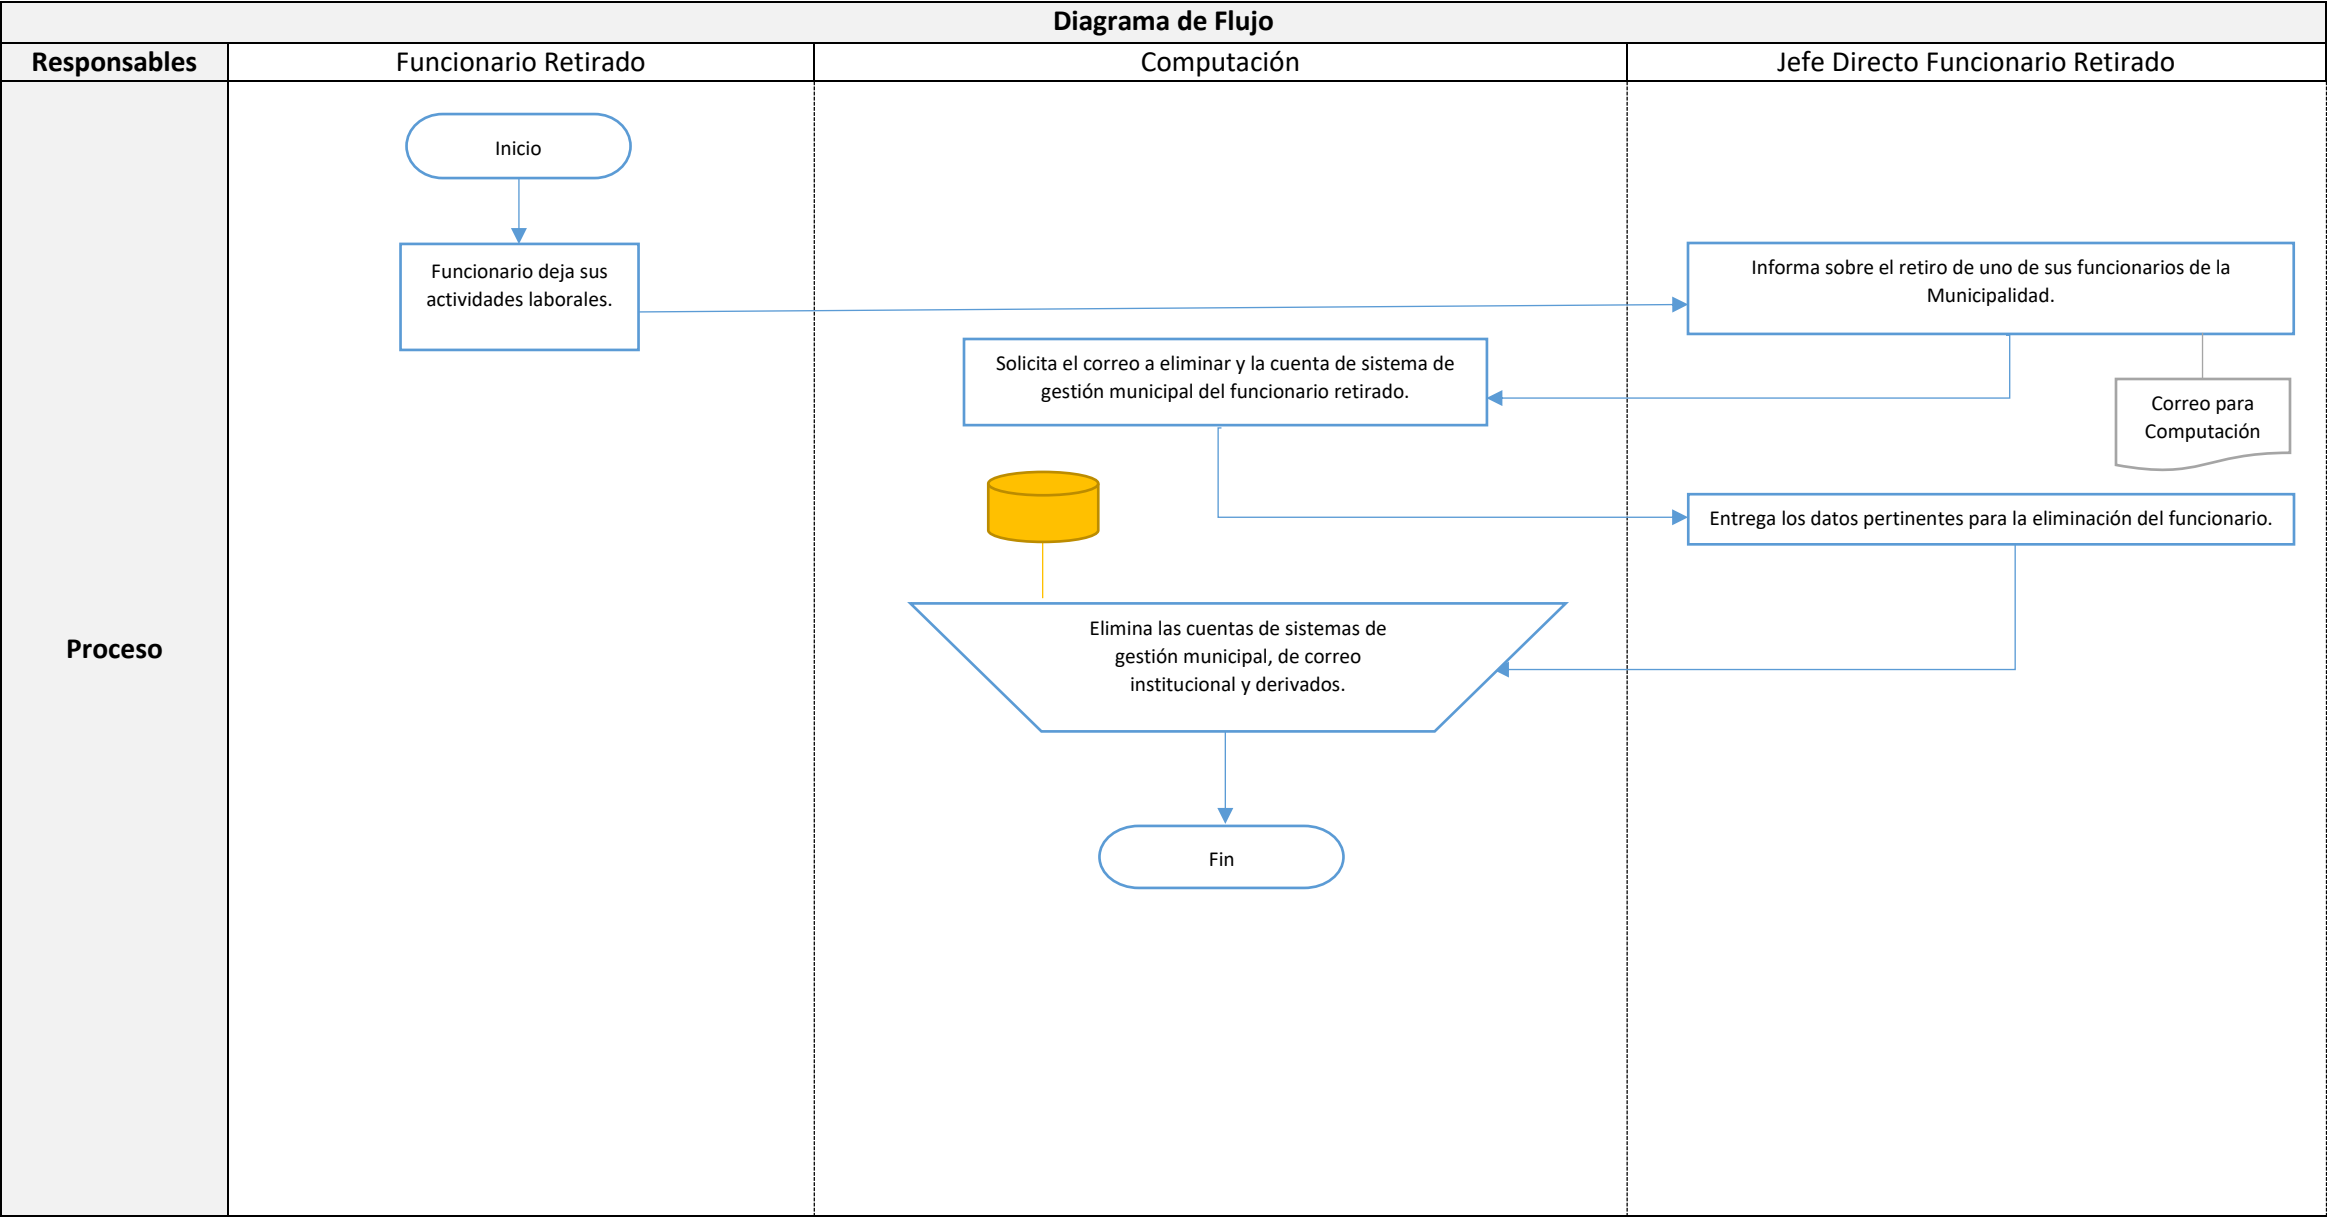 Diagrama de Flujo
Responsables
Funcionario Retirado
Computación
Jefe Directo Funcionario Retirado
Proceso
Inicio
Funcionario deja sus
actividades laborales.
Informa sobre el retiro de uno de sus funcionarios de la
Municipalidad.
Correo para
Computación
Solicita el correo a eliminar y la cuenta de sistema de
gestión municipal del funcionario retirado.
Entrega los datos pertinentes para la eliminación del funcionario.
Elimina las cuentas de sistemas de
gestión municipal, de correo
institucional y derivados.
Fin